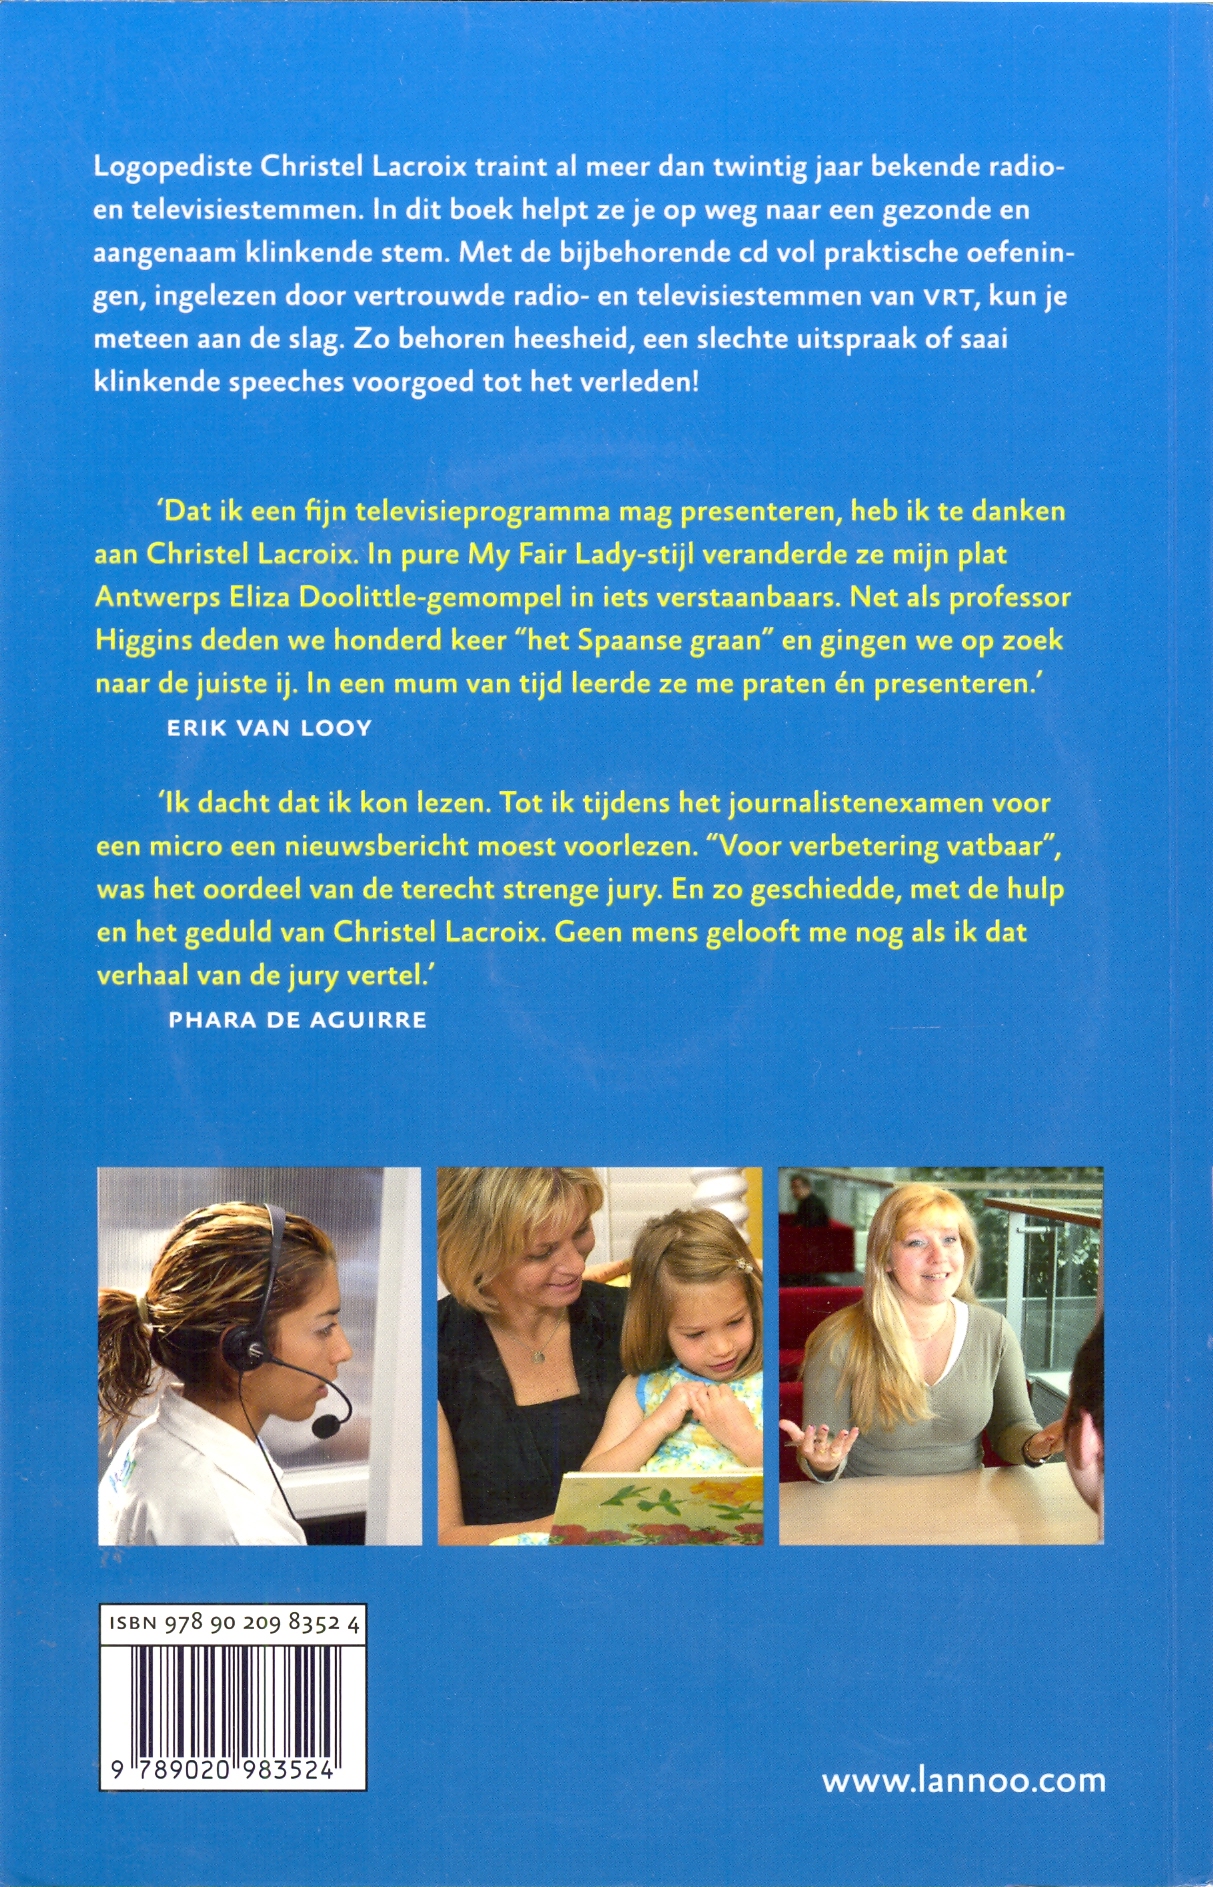 Logopediste Christel Lacroix traint al meer dan twintig jaar bekende radio-
en televisiestemmen. In dit boek helpt ze je op weg naar een gezonde en
aangenaam klinkende stem. Met de bijbehorende cd vol praktische oefenin-
gen, ingelezen door vertrouwde radio- en televisiestemmen van VRT, kun je
meteen aan de slag. Zo behoren heesheid, een slechte uitspraak of saai
klinkende speeches voorgoed tot het verleden!
‘Dat ik een fijn televisieprogramma mag presenteren, heb ik te danken
aan Christel Lacroix. In pure My Fair Lady-stijl veranderde ze mijn plat
Antwerps Eliza Doolittle-gemompel in iets verstaanbaars. Net als professor
Higgins deden we honderd keer “het Spaanse graan” en gingen we op zoek
naar de juiste ij. In een mum van tijd leerde ze me praten én presenteren.’
ERIK VAN LOOY
‘Ik dacht dat ik kon lezen. Tot ik tijdens het journalistenexamen voor
een micro een nieuwsbericht moest voorlezen. “Voor verbetering vatbaar”,
was het oordeel van de terecht strenge jury. En zo geschiedde, met de hulp
en het geduld van Christel Lacroix. Geen mens gelooft me nog als ik dat
verhaal van de jury vertel.’
PHARA DE AGUIRRE
ISBN 978 90 209 8352 4
9 789020 983524
www.lannoo.com